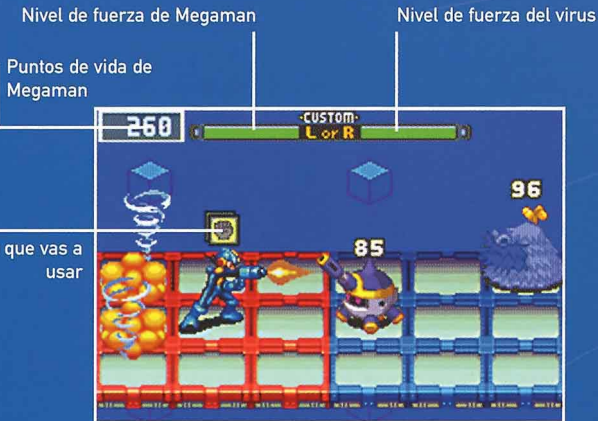 Nivel de fuerza de Megaman
Nivel de fuerza del virus
Puntos de vida de
Megaman
260
·CUSTOM·
L or R
96
85
que vas a
usar